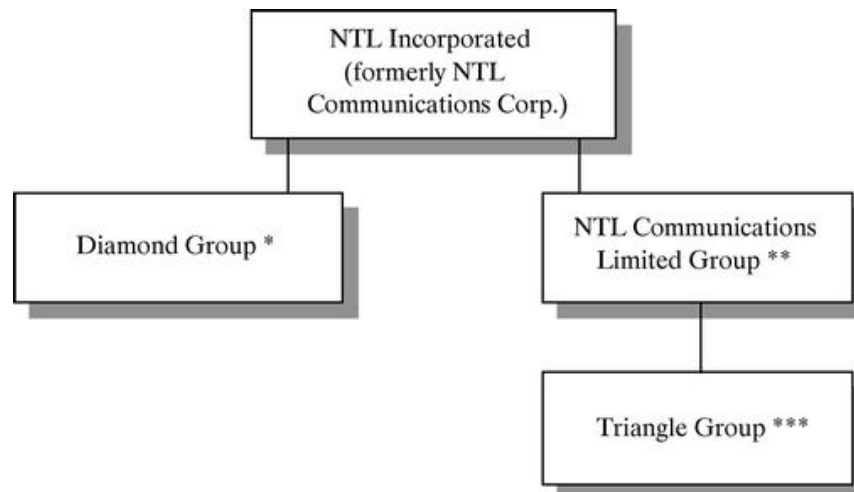 NTL Incorporated
(formerly NTL
Communications Corp.)
Diamond Group *
NTL Communications
Limited Group **
Triangle Group ***